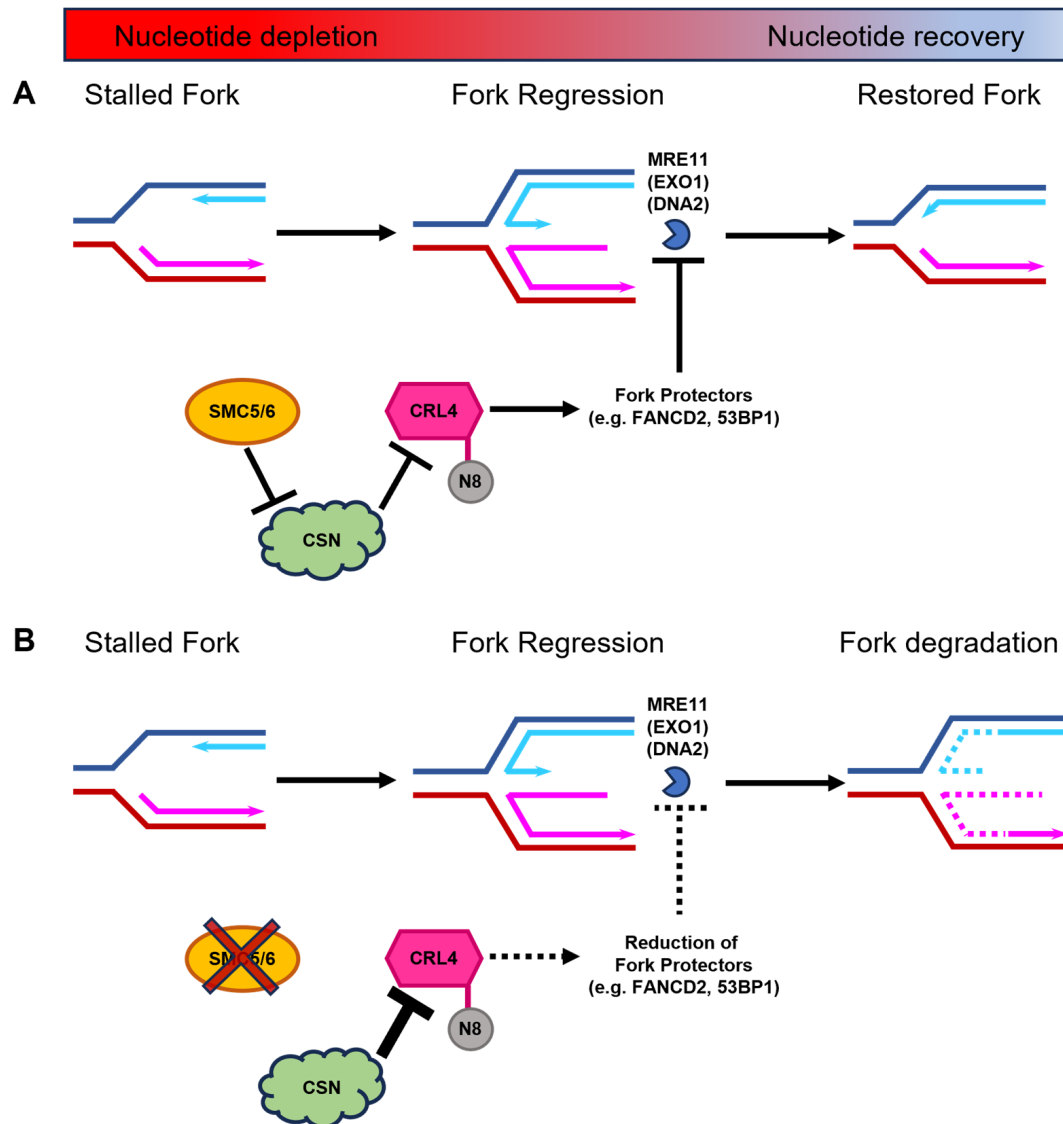 Nucleotide depletion
Nucleotide recovery
A
Stalled Fork
Fork Regression
Restored Fork
MRE11
(EXO1)
(DNA2)
SMC5/6
CRL4
N8
CSN
Fork Protectors
(e.g. FANCD2, 53BP1)
B
Stalled Fork
Fork Regression
Fork degradation
MRE11
(EXO1)
(DNA2)
SMC5/6
CRL4
N8
CSN
Reduction of
Fork Protectors
(e.g. FANCD2, 53BP1)